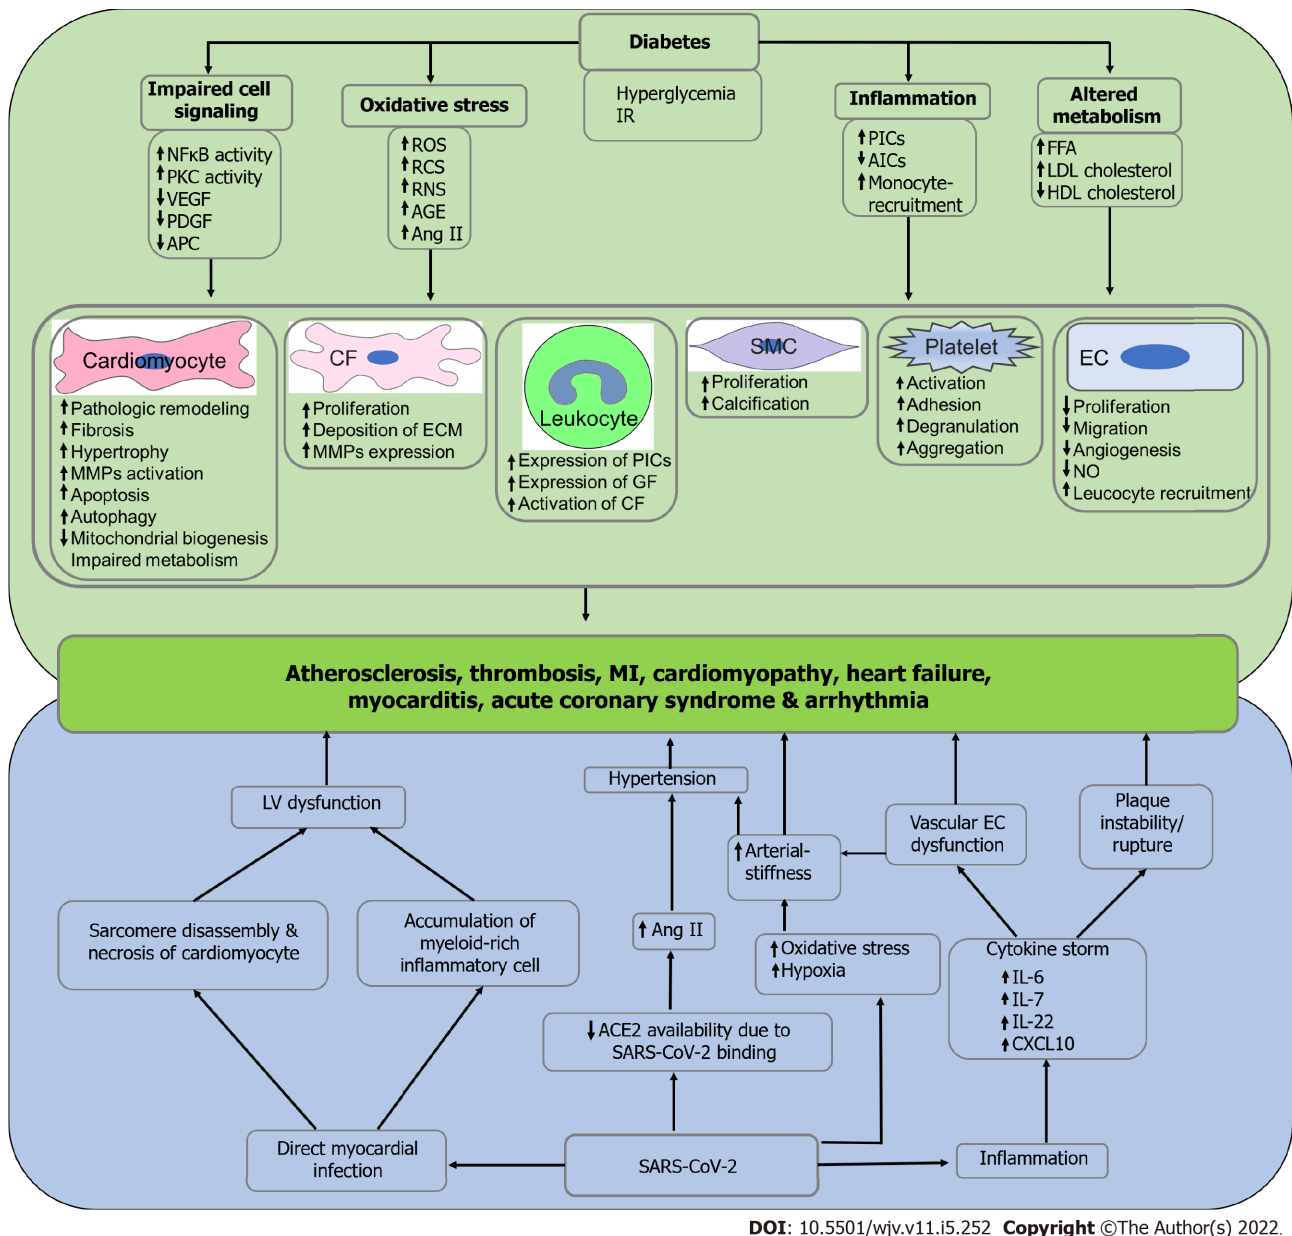 Diabetes
Hyperglycemia
IR
Impaired cell
signaling
↑NFκB activity
↑PKC activity
↓VEGF
↓PDGF
↓APC
Oxidative stress
↑ROS
↑RCS
↑RNS
↑AGE
↑Ang II
Inflammation
↑PICs
↓AICs
↑Monocyte-
recruitment
Altered
metabolism
↑FFA
↑LDL cholesterol
↓HDL cholesterol
Cardiomyocyte
↑Pathologic remodeling
↑Fibrosis
↑Hypertrophy
↑MMPs activation
↑Apoptosis
↑Autophagy
↓Mitochondrial biogenesis
Impaired metabolism
CF
↑Proliferation
↑Deposition of ECM
↑MMPs expression
Leukocyte
↑Expression of PICs
↑Expression of GF
↑Activation of CF
SMC
↑Proliferation
↑Calcification
Platelet
↑Activation
↑Adhesion
↑Degranulation
↑Aggregation
EC
↓Proliferation
↓Migration
↓Angiogenesis
↓NO
↑Leucocyte recruitment
Atherosclerosis, thrombosis, MI, cardiomyopathy, heart failure,
myocarditis, acute coronary syndrome & arrhythmia
LV dysfunction
Hypertension
↑Arterial-
stiffness
Vascular EC
dysfunction
Plaque
instability/
rupture
Sarcomere disassembly &
necrosis of cardiomyocyte
Accumulation of
myeloid-rich
inflammatory cell
↑Ang II
↑Oxidative stress
↑Hypoxia
Cytokine storm
↑IL-6
↑IL-7
↑IL-22
↑CXCL10
↓ACE2 availability due to
SARS-CoV-2 binding
Direct myocardial
infection
SARS-CoV-2
Inflammation
DOI: 10.5501/wjv.v11.i5.252 Copyright ©The Author(s) 2022.